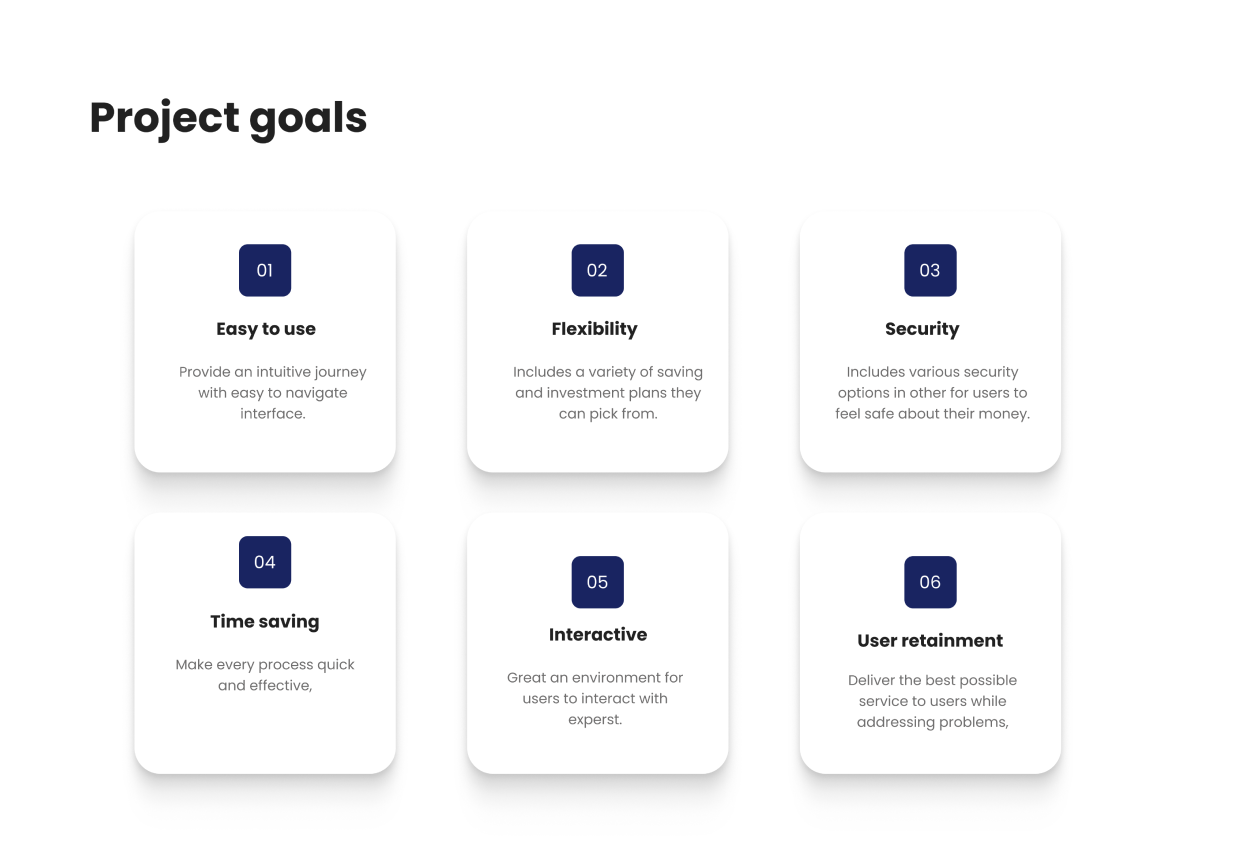 Project goals
01
Easy to use
Provide an intuitive journey
with easy to navigate
interface.
02
Flexibility
Includes a variety of saving
and investment plans they
can pick from.
03
Security
Includes various security
options in other for users to
feel safe about their money.
04
Time saving
Make every process quick
and effective,
05
Interactive
Great an environment for
users to interact with
experst.
06
User retainment
Deliver the best possible
service to users while
addressing problems,